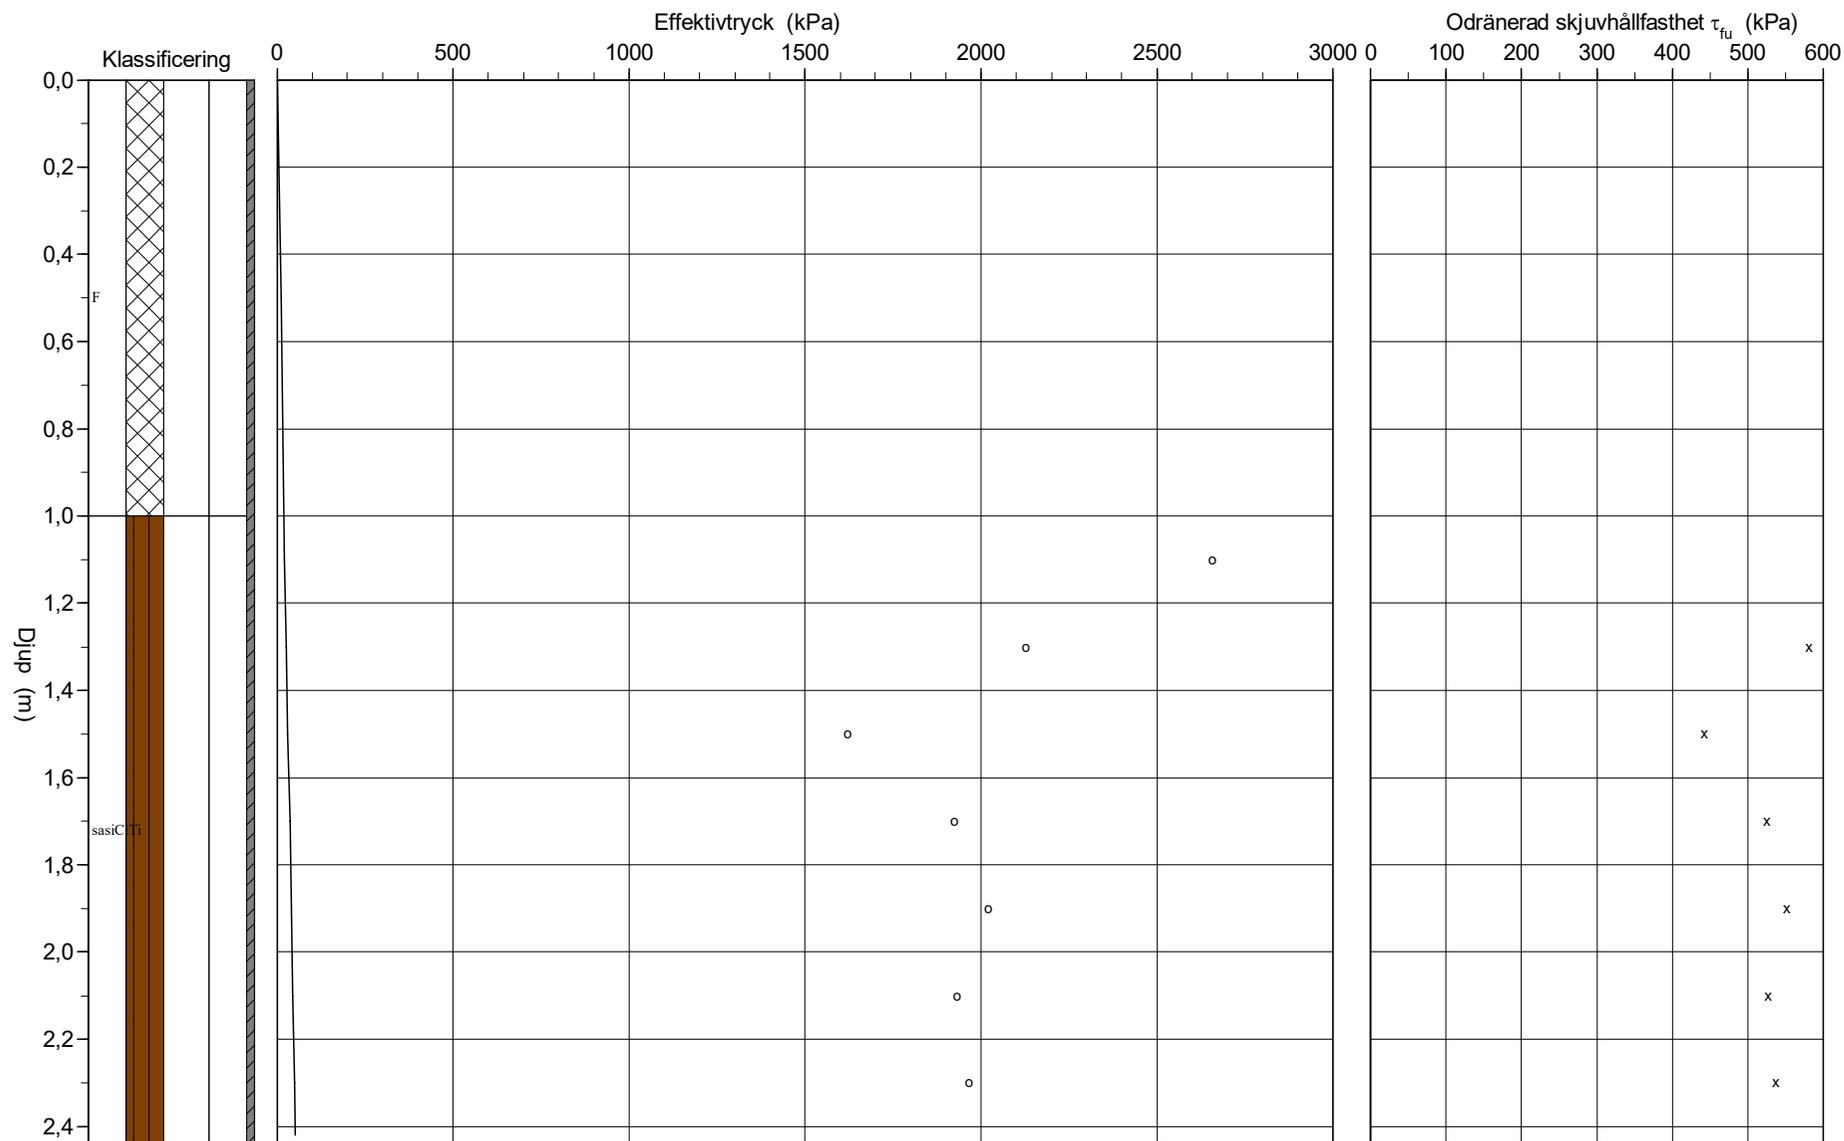 Effektivtryck (kPa)
Odränerad skjuvhållfasthet τfu (kPa)
Klassificering
0 500 1000 1500 2000 2500 3000
0 100 200 300 400 500 600
0,0
0,2
0,4
F
0,6
0,8
1,0
1,2
Djup (m)
1,4
1,6
sasiClTi
1,8
2,0
2,2
2,4